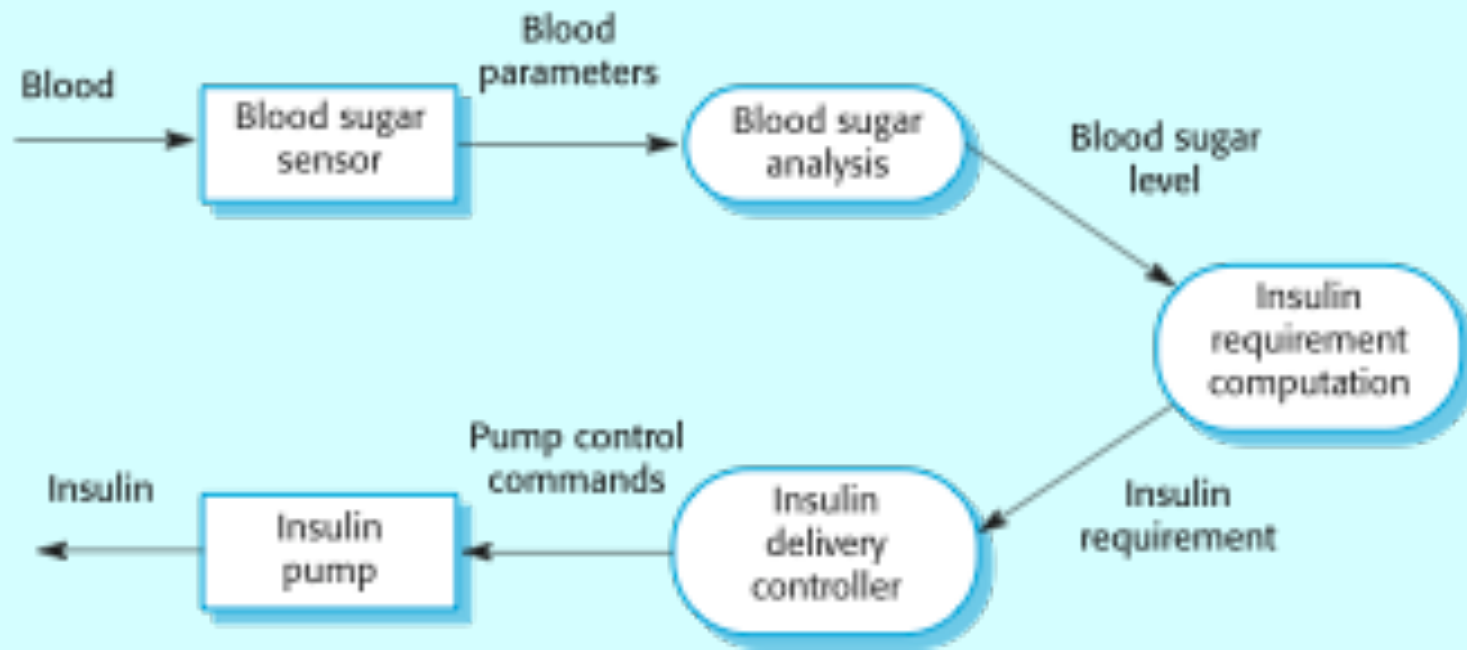 Blood
Blood sugar
sensor
Blood
parameters
Blood sugar
analysis
Blood sugar
level
Insulin
requirement
computation
Insulin
requirement
Insulin
delivery
controller
Pump control
commands
Insulin
pump
Insulin